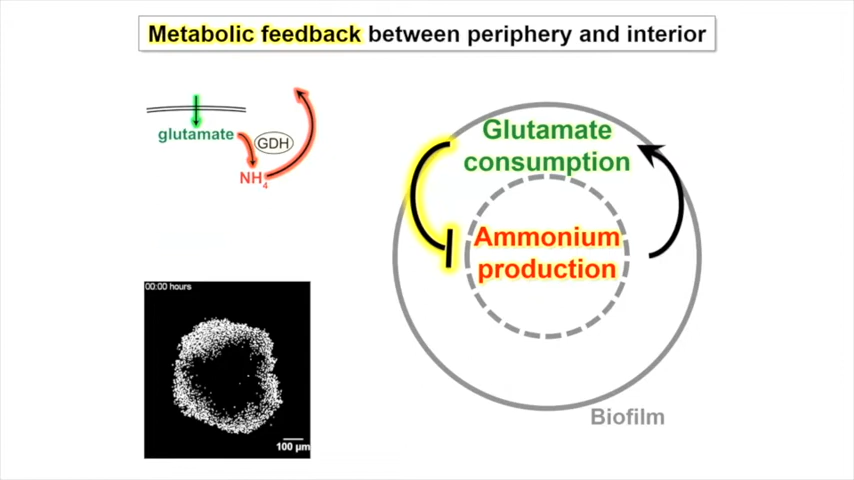 Metabolic feedback between periphery and interior
glutamate
GDH
NH4
Glutamate
consumption
Ammonium
production
Biofilm
00:00 hours
100 µm